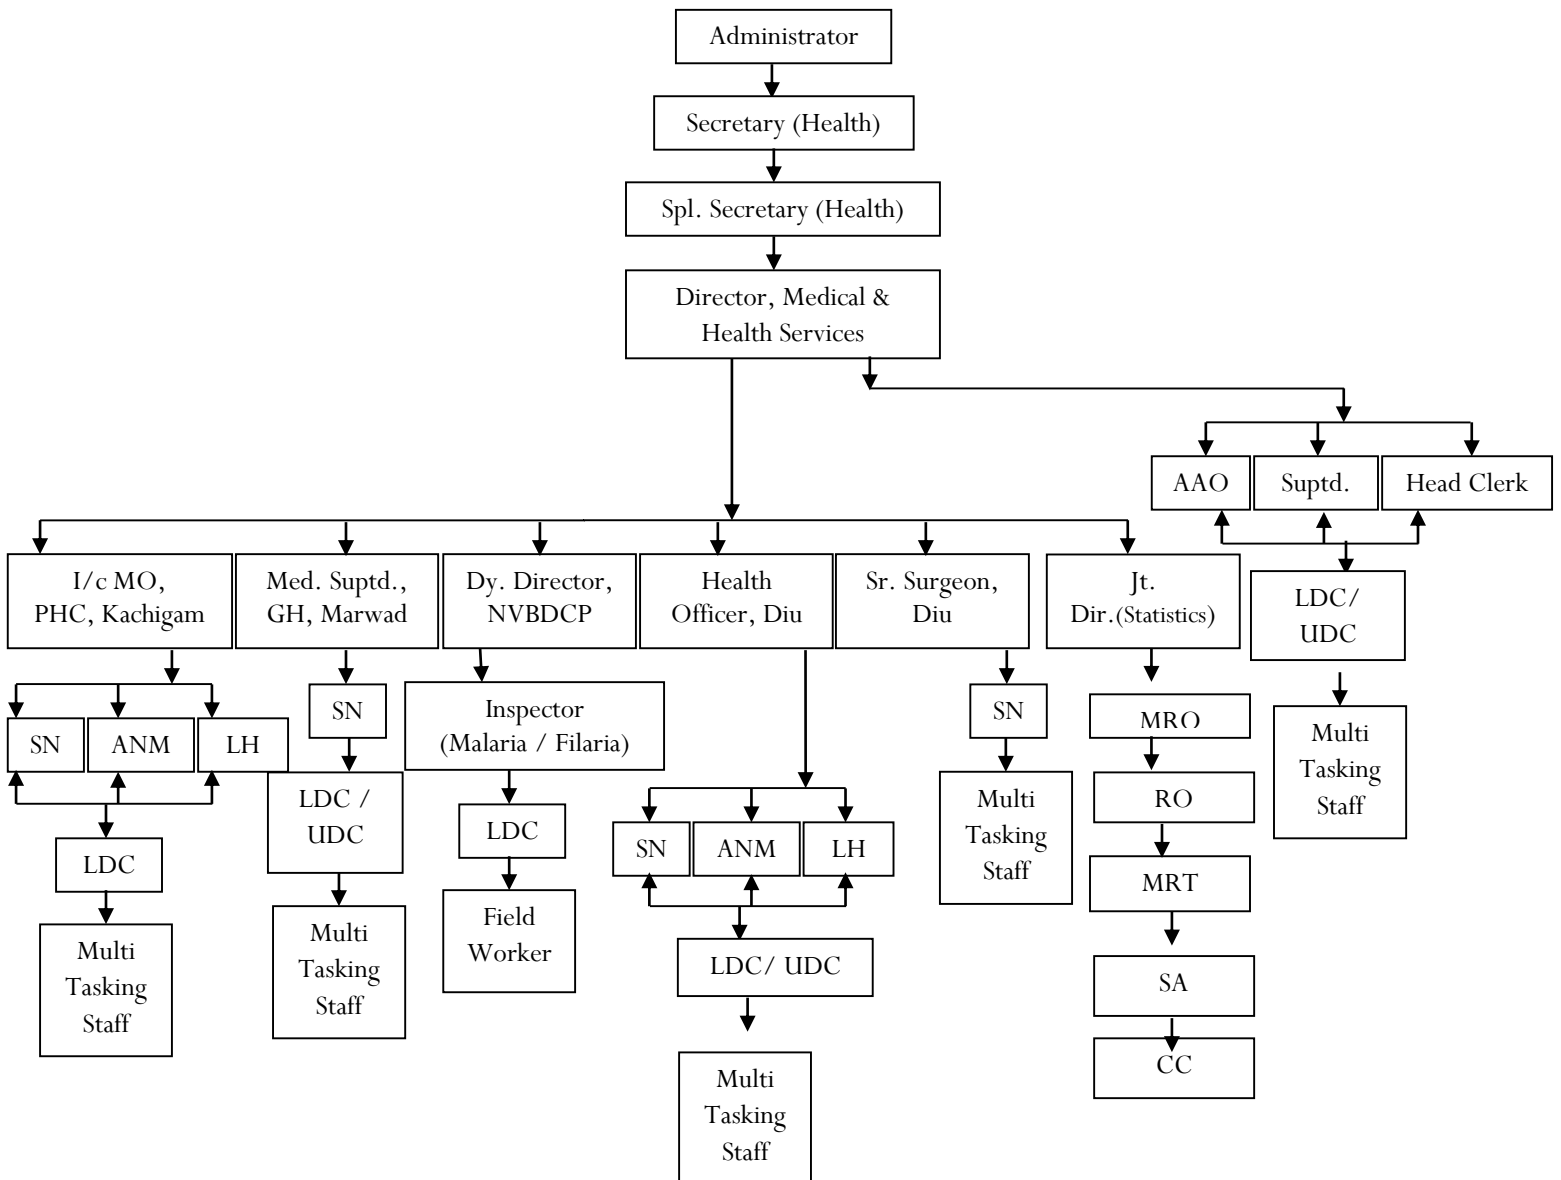 Administrator
Secretary (Health)
Spl. Secretary (Health)
Director, Medical &
Health Services
AAO
Suptd.
Head Clerk
LDC/
UDC
Multi
Tasking
Staff
I/c MO,
PHC, Kachigam
SN
ANM
LH
LDC
Multi
Tasking
Staff
Med. Suptd.,
GH, Marwad
SN
LDC /
UDC
Multi
Tasking
Staff
Dy. Director,
NVBDCP
Inspector
(Malaria / Filaria)
LDC
Field
Worker
Health
Officer, Diu
SN
ANM
LH
LDC/ UDC
Multi
Tasking
Staff
Sr. Surgeon,
Diu
SN
Multi
Tasking
Staff
Jt.
Dir.(Statistics)
MRO
RO
MRT
SA
CC